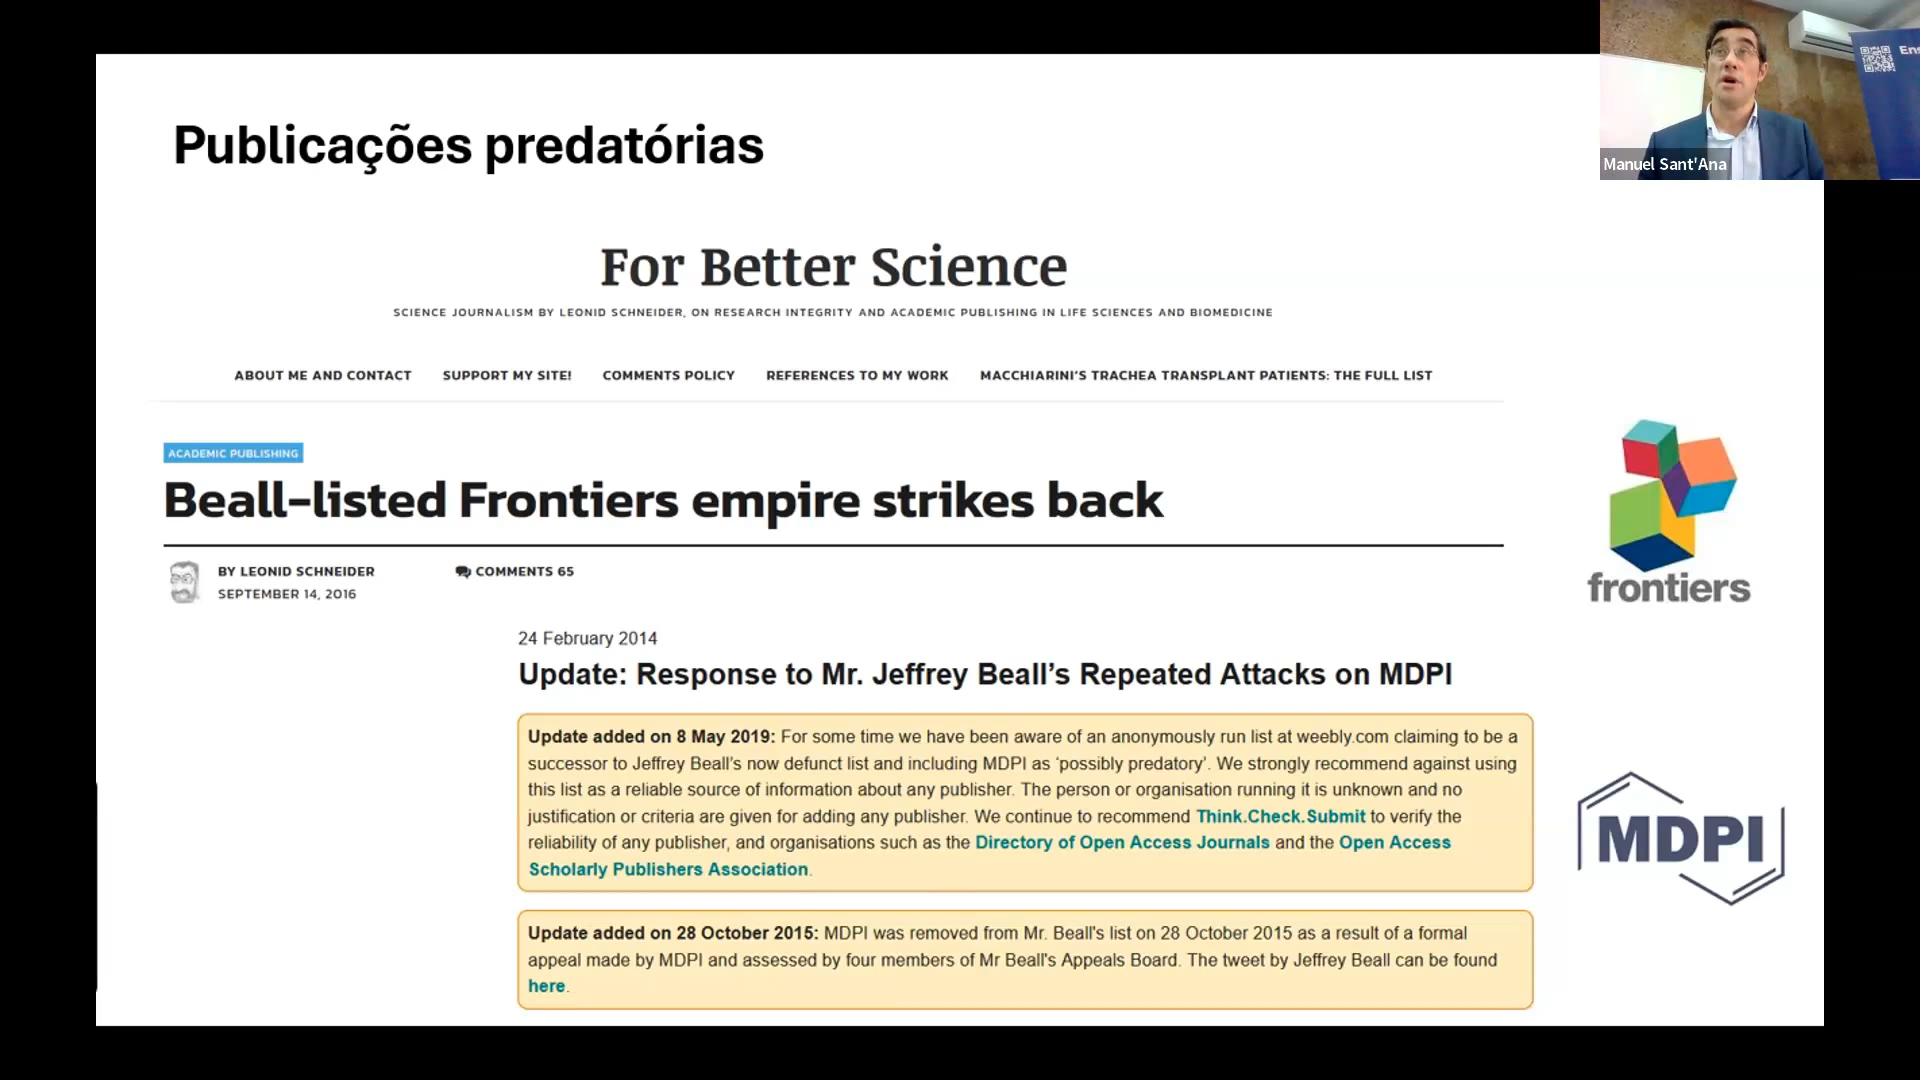 Publicações predatórias
Ens
Manuel Sant'Ana
For Better Science
SCIENCE JOURNALISM BY LEONID SCHNEIDER, ON RESEARCH INTEGRITY AND ACADEMIC PUBLISHING IN LIFE SCIENCES AND BIOMEDICINE
ABOUT ME AND CONTACT SUPPORT MY SITE! COMMENTS POLICY REFERENCES TO MY WORK MACCHIARINI'S TRACHEA TRANSPLANT PATIENTS: THE FULL LIST
ACADEMIC PUBLISHING
Beall-listed Frontiers empire strikes back
BY LEONID SCHNEIDER COMMENTS 65
SEPTEMBER 14, 2016
frontiers
24 February 2014
Update: Response to Mr. Jeffrey Beall's Repeated Attacks on MDPI
Update added on 8 May 2019: For some time we have been aware of an anonymously run list at weebly.com claiming to be a
successor to Jeffrey Beall's now defunct list and including MDPI as ‘possibly predatory’. We strongly recommend against using
this list as a reliable source of information about any publisher. The person or organisation running it is unknown and no
justification or criteria are given for adding any publisher. We continue to recommend Think.Check.Submit to verify the
reliability of any publisher, and organisations such as the Directory of Open Access Journals and the Open Access
Scholarly Publishers Association.
MDPI
Update added on 28 October 2015: MDPI was removed from Mr. Beall's list on 28 October 2015 as a result of a formal
appeal made by MDPI and assessed by four members of Mr Beall's Appeals Board. The tweet by Jeffrey Beall can be found
here.